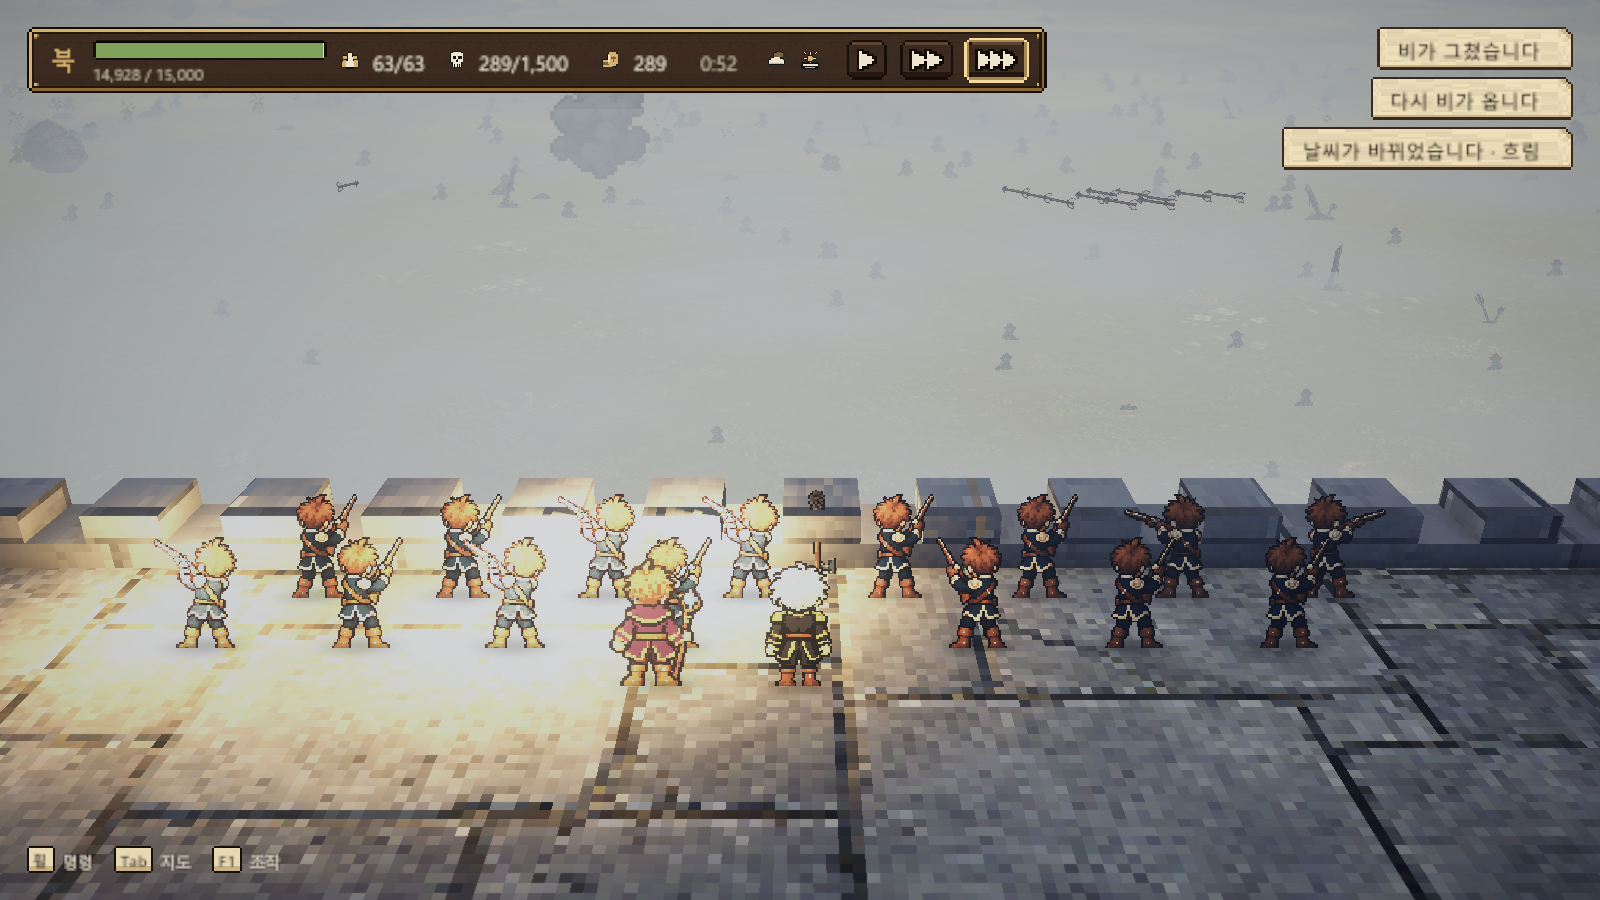 북
14,928 / 15,000
63/63
289/1,500
289
0:52
비가 그쳤습니다
다시 비가 옵니다
날씨가 바뀌었습니다 · 흐림
휠 명령
Tab 지도
F1 조작